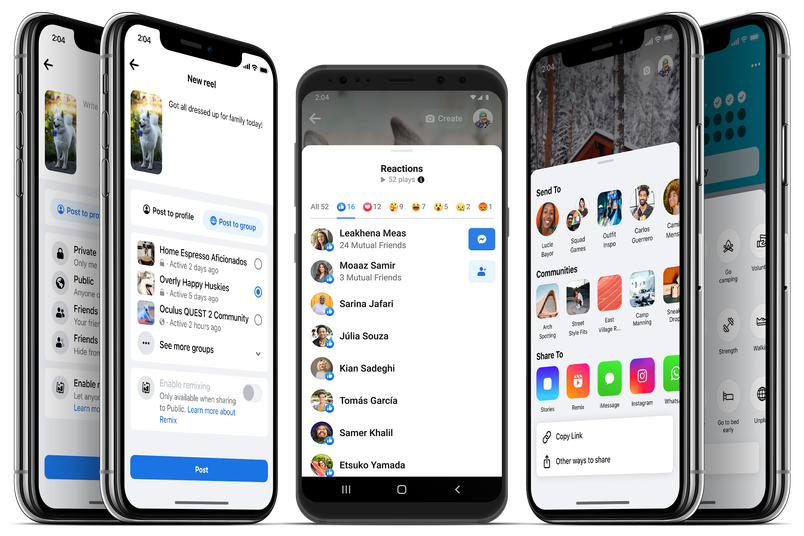 2:04
Write
Post to pro
Private
Only me
Public
Anyone o
Friends
Your frien
Friends
Hide from
Enable r
Let anyo
Learn mo
2:04
New reel
Got all dressed up for family today!
Post to profile
Post to group
Home Espresso Aficionados
· Active 2 days ago
Overly Happy Huskies
· Active 5 days ago
Oculus QUEST 2 Community
· Active 2 hours ago
See more groups
Enable remixing
Only available when sharing
to Public. Learn more about
Remix
Post
2:04
Create
Reactions
52 plays
All 52 16 12 9 7 5 2 1
Leakhena Meas
24 Mutual Friends
Moaaz Samir
3 Mutual Friends
Sarina Jafari
Júlia Souza
Kian Sadeghi
Tomás García
Samer Khalil
Etsuko Yamada
2:04
Send To
Lucie
Bayor
Squad
Games
Outfit
Inspo
Carlos
Guerrero
Cami
Mens
Communities
Arch
Spotting
Street
Style Fits
East
Village R...
Camp
Manning
Sneak
Drop
Share To
Stories
Remix
iMessage
Instagram
Whats
Copy Link
Other ways to share
y
Go
camping
Volunt
Strength
Walki
Go to bed
early
Unpl